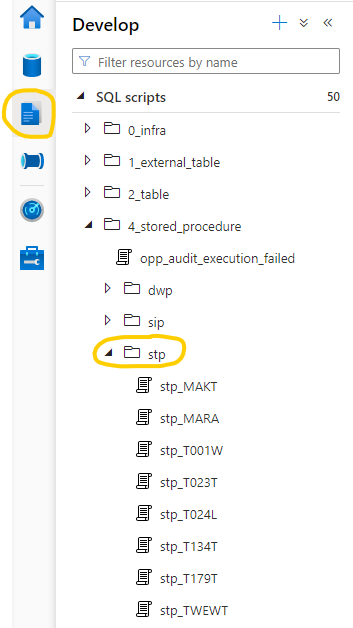 Develop
Filter resources by name
SQL scripts 50
0_infra
1_external_table
2_table
4_stored_procedure
opp_audit_execution_failed
dwp
sip
stp
stp_MAKT
stp_MARA
stp_T001W
stp_T023T
stp_T024L
stp_T134T
stp_T179T
stp_TWEWT